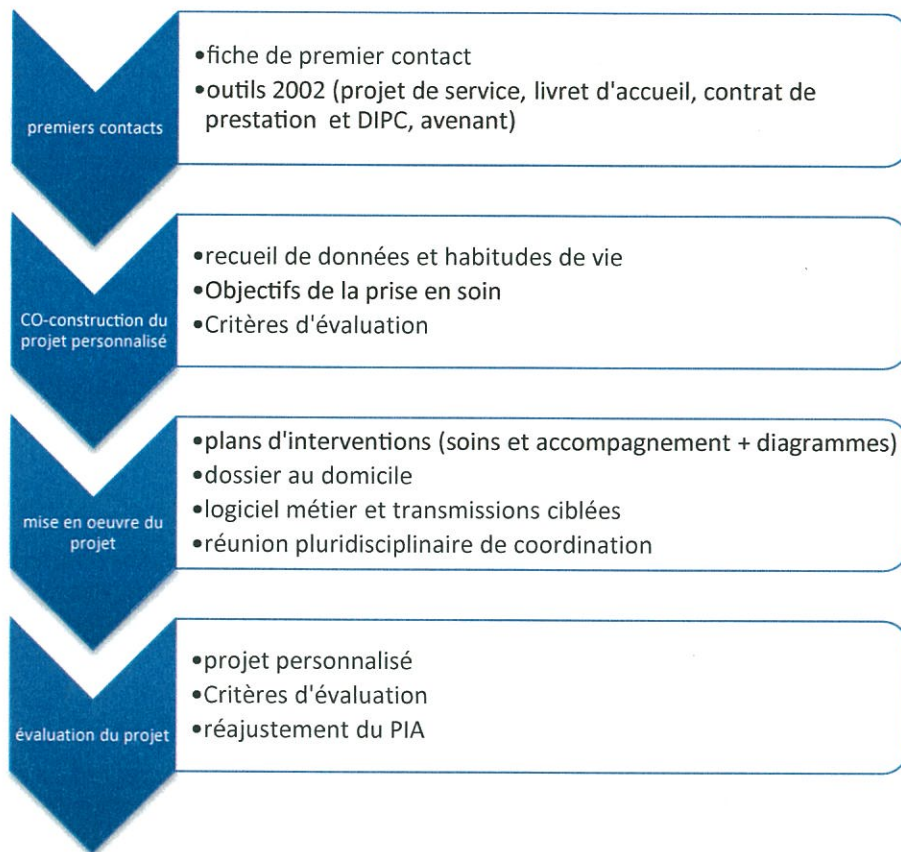 premiers contacts
•fiche de premier contact
•outils 2002 (projet de service, livret d'accueil, contrat de
prestation et DIPC, avenant)
CO-construction du
projet personnalisé
•recueil de données et habitudes de vie
•Objectifs de la prise en soin
•Critères d'évaluation
mise en oeuvre du
projet
•plans d'interventions (soins et accompagnement + diagrammes)
•dossier au domicile
•logiciel métier et transmissions ciblées
•réunion pluridisciplinaire de coordination
évaluation du projet
•projet personnalisé
•Critères d'évaluation
•réajustement du PIA